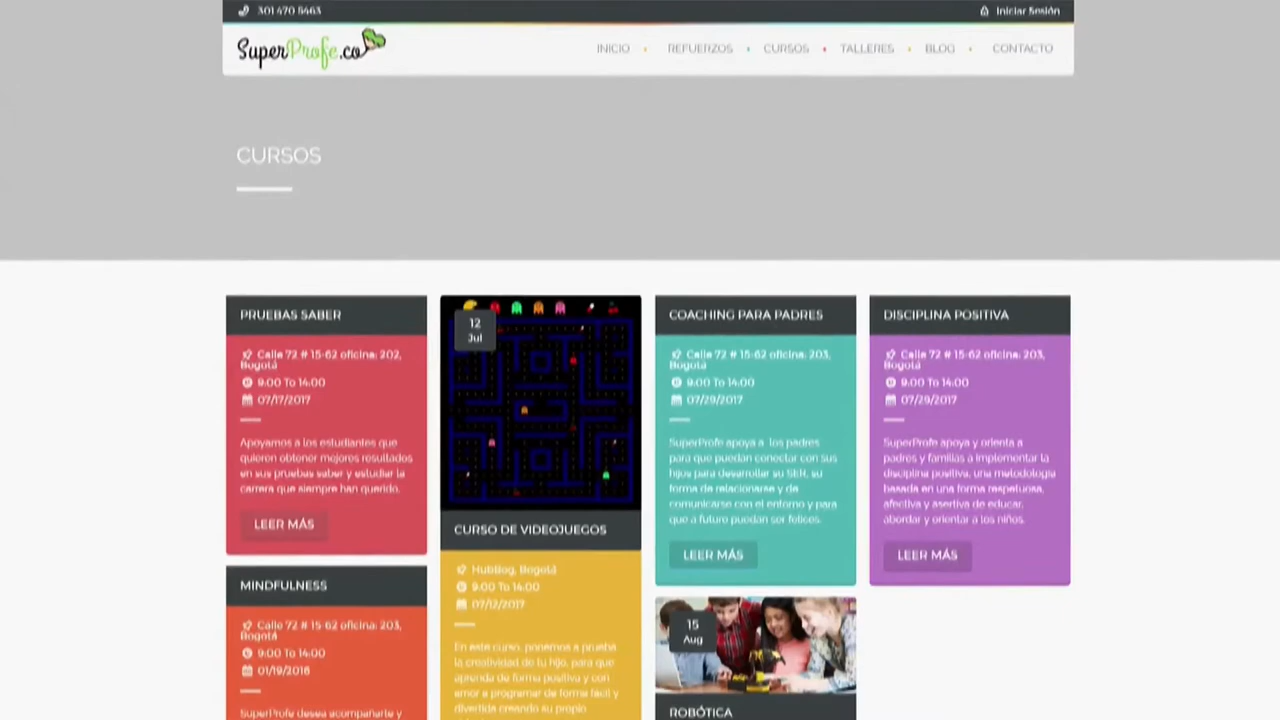 301 470 5463
Iniciar Sesión
SuperProfe.co
INICIO
REFUERZOS
CURSOS
TALLERES
BLOG
CONTACTO
CURSOS
PRUEBAS SABER
Calle 72 # 15-62 oficina: 202,
Bogotá
9:00 To 14:00
07/17/2017
Apoyamos a los estudiantes que
quieren obtener mejores resultados
en sus pruebas saber y estudiar la
carrera que siempre han querido.
LEER MÁS
MINDFULNESS
Calle 72 # 15-62 oficina: 203,
Bogotá
9:00 To 14:00
01/19/2018
SuperProfe desea acompañarte y
12
Jul
CURSO DE VIDEOJUEGOS
HubBog, Bogotá
9:00 To 14:00
07/12/2017
En este curso, ponemos a prueba
la creatividad de tu hijo, para que
aprenda de forma positiva y con
amor a programar de forma fácil y
divertida creando su propio
COACHING PARA PADRES
Calle 72 # 15-62 oficina: 203,
Bogotá
9:00 To 14:00
07/29/2017
SuperProfe apoya a los padres
para que puedan conectar con sus
hijos para desarrollar su SER, su
forma de relacionarse y de
comunicarse con el entorno y para
que a futuro puedan ser felices.
LEER MÁS
15
Aug
ROBÓTICA
DISCIPLINA POSITIVA
Calle 72 # 15-62 oficina: 203,
Bogotá
9:00 To 14:00
07/29/2017
SuperProfe apoya y orienta a
padres y familias a implementar la
disciplina positiva, una metodología
basada en una forma respetuosa,
afectiva y asertiva de educar,
abordar y orientar a los niños.
LEER MÁS